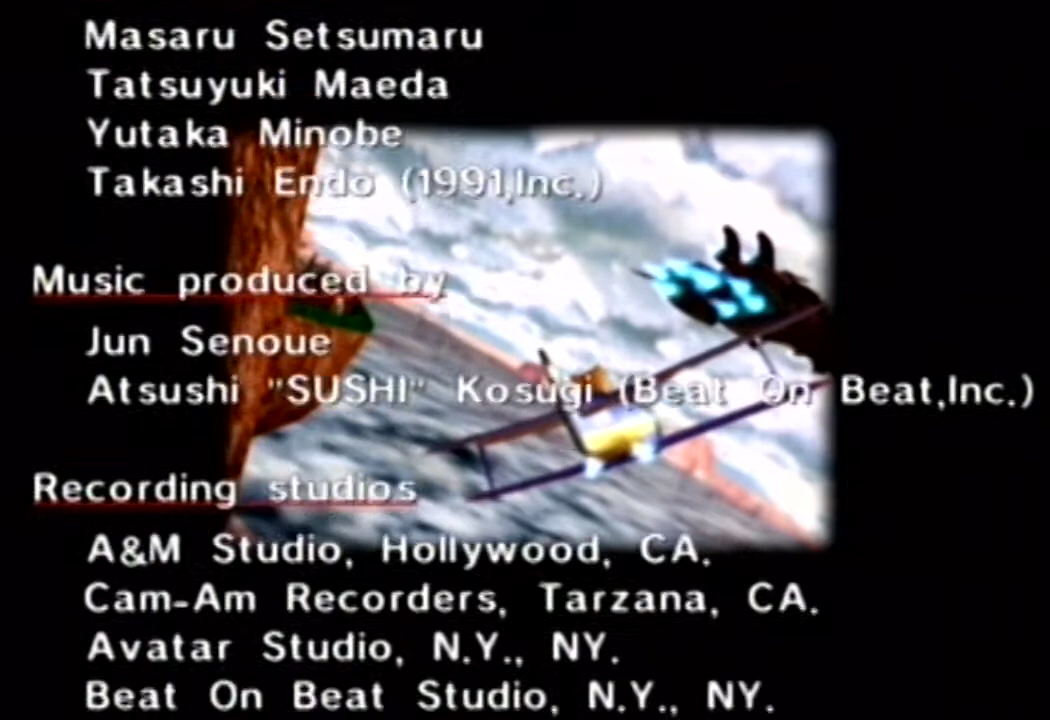 Masaru Setsumaru
Tatsuyuki Maeda
Yutaka Minobe
Takashi Endo (1991,Inc.)
Music produced by
Jun Senoue
Atsushi "SUSHI" Kosugi (Beat On Beat,Inc.)
Recording studios
A&M Studio, Hollywood, CA.
Cam-Am Recorders, Tarzana, CA.
Avatar Studio, N.Y., NY.
Beat On Beat Studio, N.Y., NY.